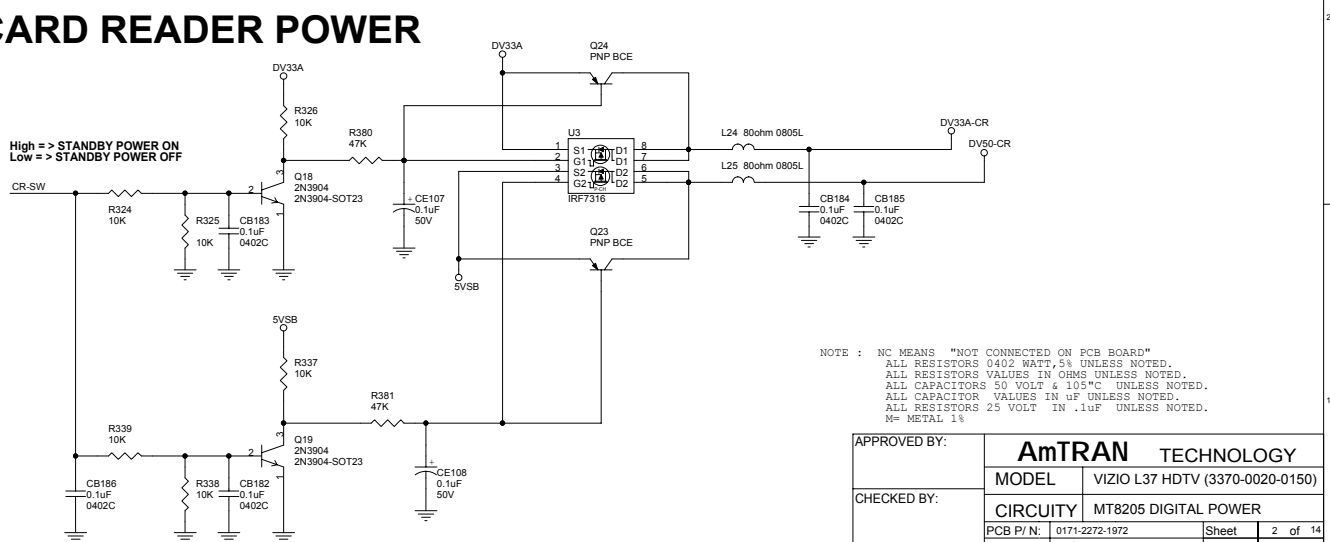 CARD READER POWER
2
High = > STANDBY POWER ON
Low = > STANDBY POWER OFF
CR-SW
R324
10K
R325
10K
CB183
0.1uF
0402C
DV33A
R326
10K
3
2
1
Q18
2N3904
2N3904-SOT23
R380
47K
CE107
+
0.1uF
50V
DV33A
Q24
PNP BCE
U3
1
2
3
4
S1
G1
S2
G2
D1
D1
D2
D2
8
7
6
5
P-CH
IRF7316
L24 80ohm 0805L
L25 80ohm 0805L
DV33A-CR
DV50-CR
CB184
0.1uF
0402C
CB185
0.1uF
0402C
Q23
PNP BCE
5VSB
5VSB
R337
10K
R381
47K
R339
10K
3
2
1
Q19
2N3904
2N3904-SOT23
CB186
0.1uF
0402C
R338
10K
CB182
0.1uF
0402C
+
CE108
0.1uF
50V
1
NOTE : NC MEANS "NOT CONNECTED ON PCB BOARD"
ALL RESISTORS 0402 WATT,5% UNLESS NOTED.
ALL RESISTORS VALUES IN OHMS UNLESS NOTED.
ALL CAPACITORS 50 VOLT & 105"C UNLESS NOTED.
ALL CAPACITOR VALUES IN uF UNLESS NOTED.
ALL RESISTORS 25 VOLT IN .1uF UNLESS NOTED.
M= METAL 1%
APPROVED BY:
AmTRAN TECHNOLOGY
MODEL VIZIO L37 HDTV (3370-0020-0150)
CHECKED BY:
CIRCUITY MT8205 DIGITAL POWER
PCB P/ N: 0171-2272-1972 Sheet 2 of 14